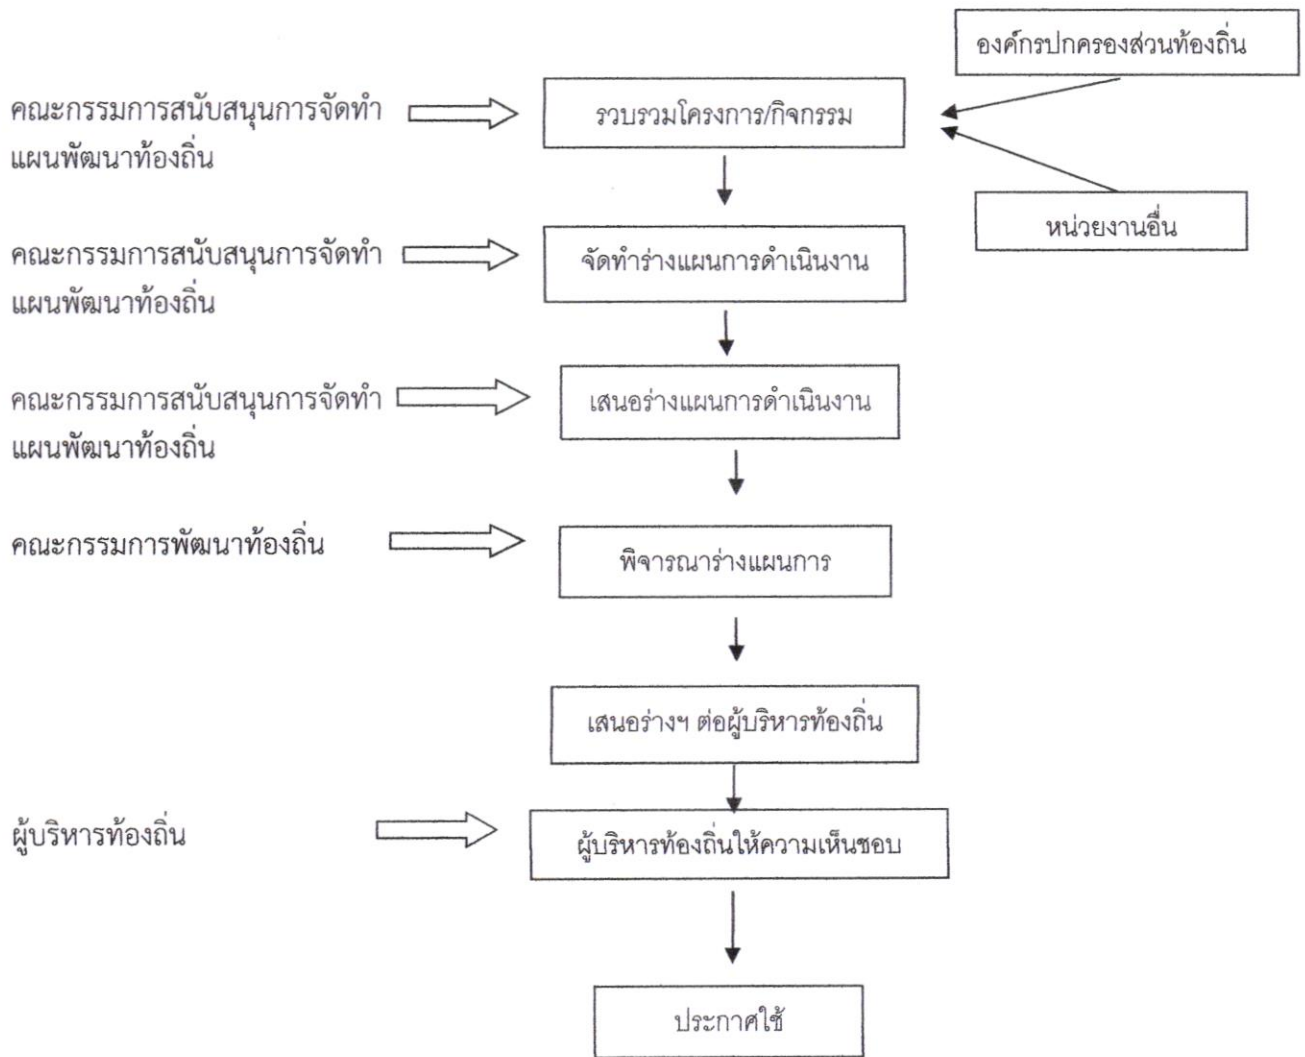 องค์กรปกครองส่วนท้องถิ่น
คณะกรรมการสนับสนุนการจัดทำ
แผนพัฒนาท้องถิ่น
รวบรวมโครงการ/กิจกรรม
หน่วยงานอื่น
คณะกรรมการสนับสนุนการจัดทำ
แผนพัฒนาท้องถิ่น
จัดทำร่างแผนการดำเนินงาน
คณะกรรมการสนับสนุนการจัดทำ
แผนพัฒนาท้องถิ่น
เสนอร่างแผนการดำเนินงาน
คณะกรรมการพัฒนาท้องถิ่น
พิจารณาร่างแผนการ
เสนอร่างฯ ต่อผู้บริหารท้องถิ่น
ผู้บริหารท้องถิ่น
ผู้บริหารท้องถิ่นให้ความเห็นชอบ
ประกาศใช้